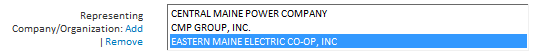 Representing
Company/Organization: Add
| Remove
CENTRAL MAINE POWER COMPANY
CMP GROUP, INC.
EASTERN MAINE ELECTRIC CO-OP, INC